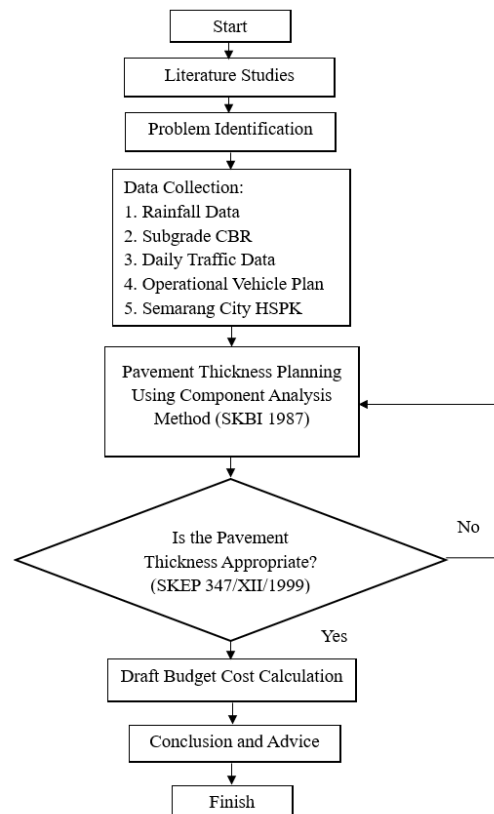 Start
Literature Studies
Problem Identification
Data Collection:
1. Rainfall Data
2. Subgrade CBR
3. Daily Traffic Data
4. Operational Vehicle Plan
5. Semarang City HSPK
Pavement Thickness Planning
Using Component Analysis
Method (SKBI 1987)
Is the Pavement
Thickness Appropriate?
(SKEP 347/XII/1999)
No
Yes
Draft Budget Cost Calculation
Conclusion and Advice
Finish